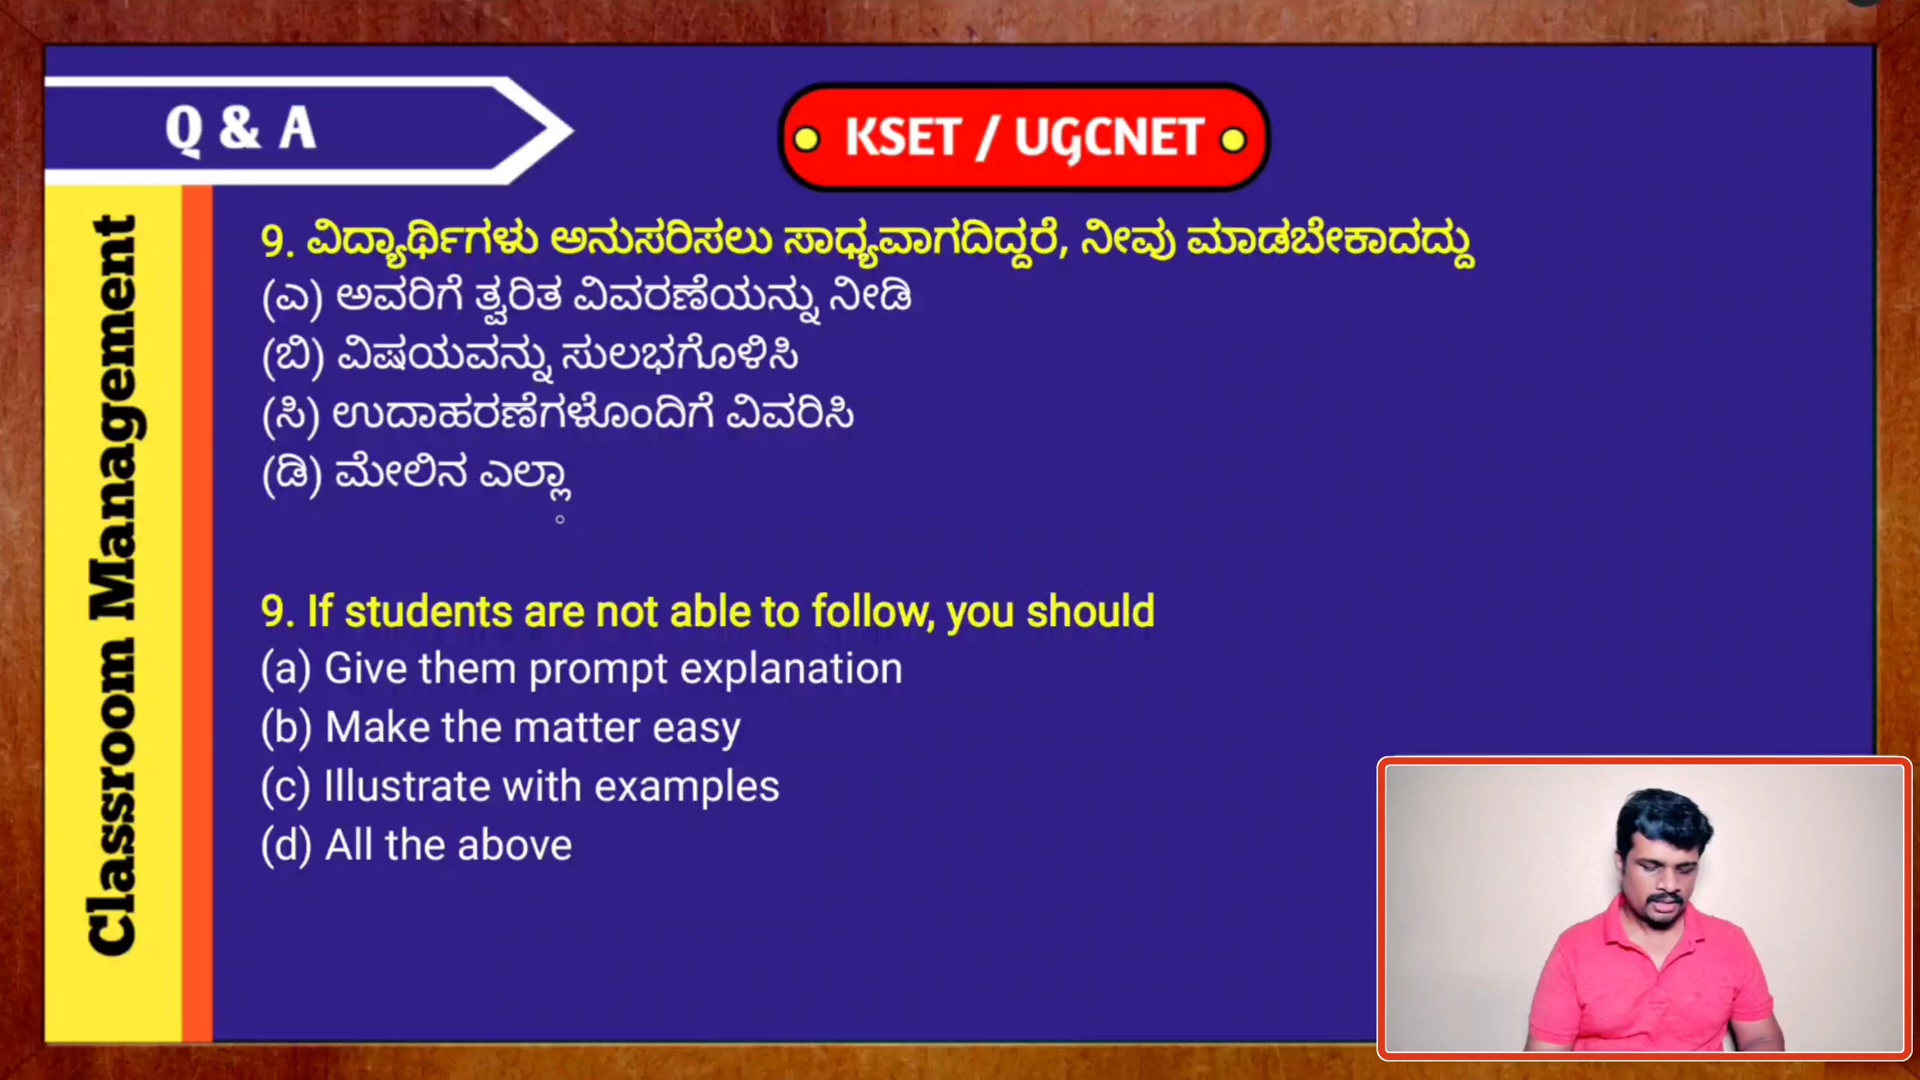 Q & A
KSET / UGCNET
Classroom Management
9. ವಿದ್ಯಾರ್ಥಿಗಳು ಅನುಸರಿಸಲು ಸಾಧ್ಯವಾಗದಿದ್ದರೆ, ನೀವು ಮಾಡಬೇಕಾದದ್ದು
(ಎ) ಅವರಿಗೆ ತ್ವರಿತ ವಿವರಣೆಯನ್ನು ನೀಡಿ
(ಬಿ) ವಿಷಯವನ್ನು ಸುಲಭಗೊಳಿಸಿ
(ಸಿ) ಉದಾಹರಣೆಗಳೊಂದಿಗೆ ವಿವರಿಸಿ
(ಡಿ) ಮೇಲಿನ ಎಲ್ಲಾ
9. If students are not able to follow, you should
(a) Give them prompt explanation
(b) Make the matter easy
(c) Illustrate with examples
(d) All the above